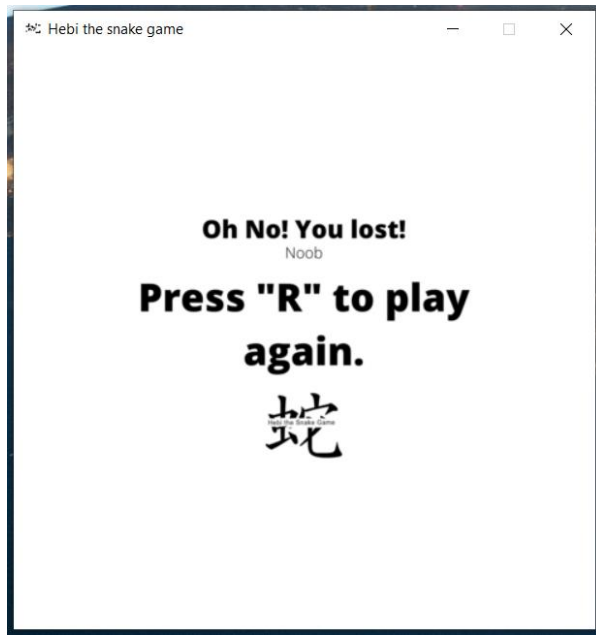 Hebi the snake game
Oh No! You lost!
Noob
Press "R" to play
again.
蛇
Hebi the Snake Game